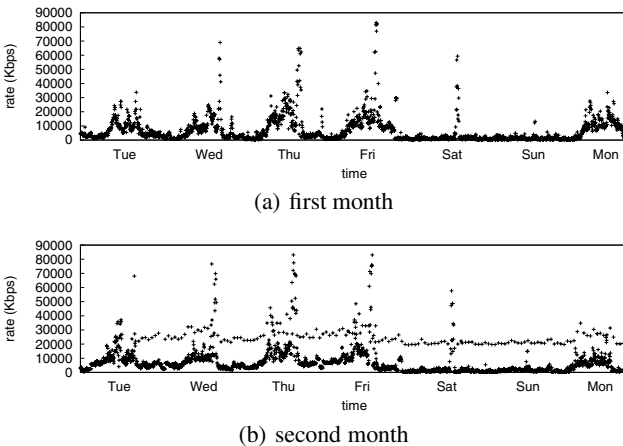 90000
80000
70000
60000
50000
40000
30000
20000
10000
0
rate (Kbps)
Tue Wed Thu Fri Sat Sun Mon
time
(a) first month
90000
80000
70000
60000
50000
40000
30000
20000
10000
0
rate (Kbps)
Tue Wed Thu Fri Sat Sun Mon
time
(b) second month